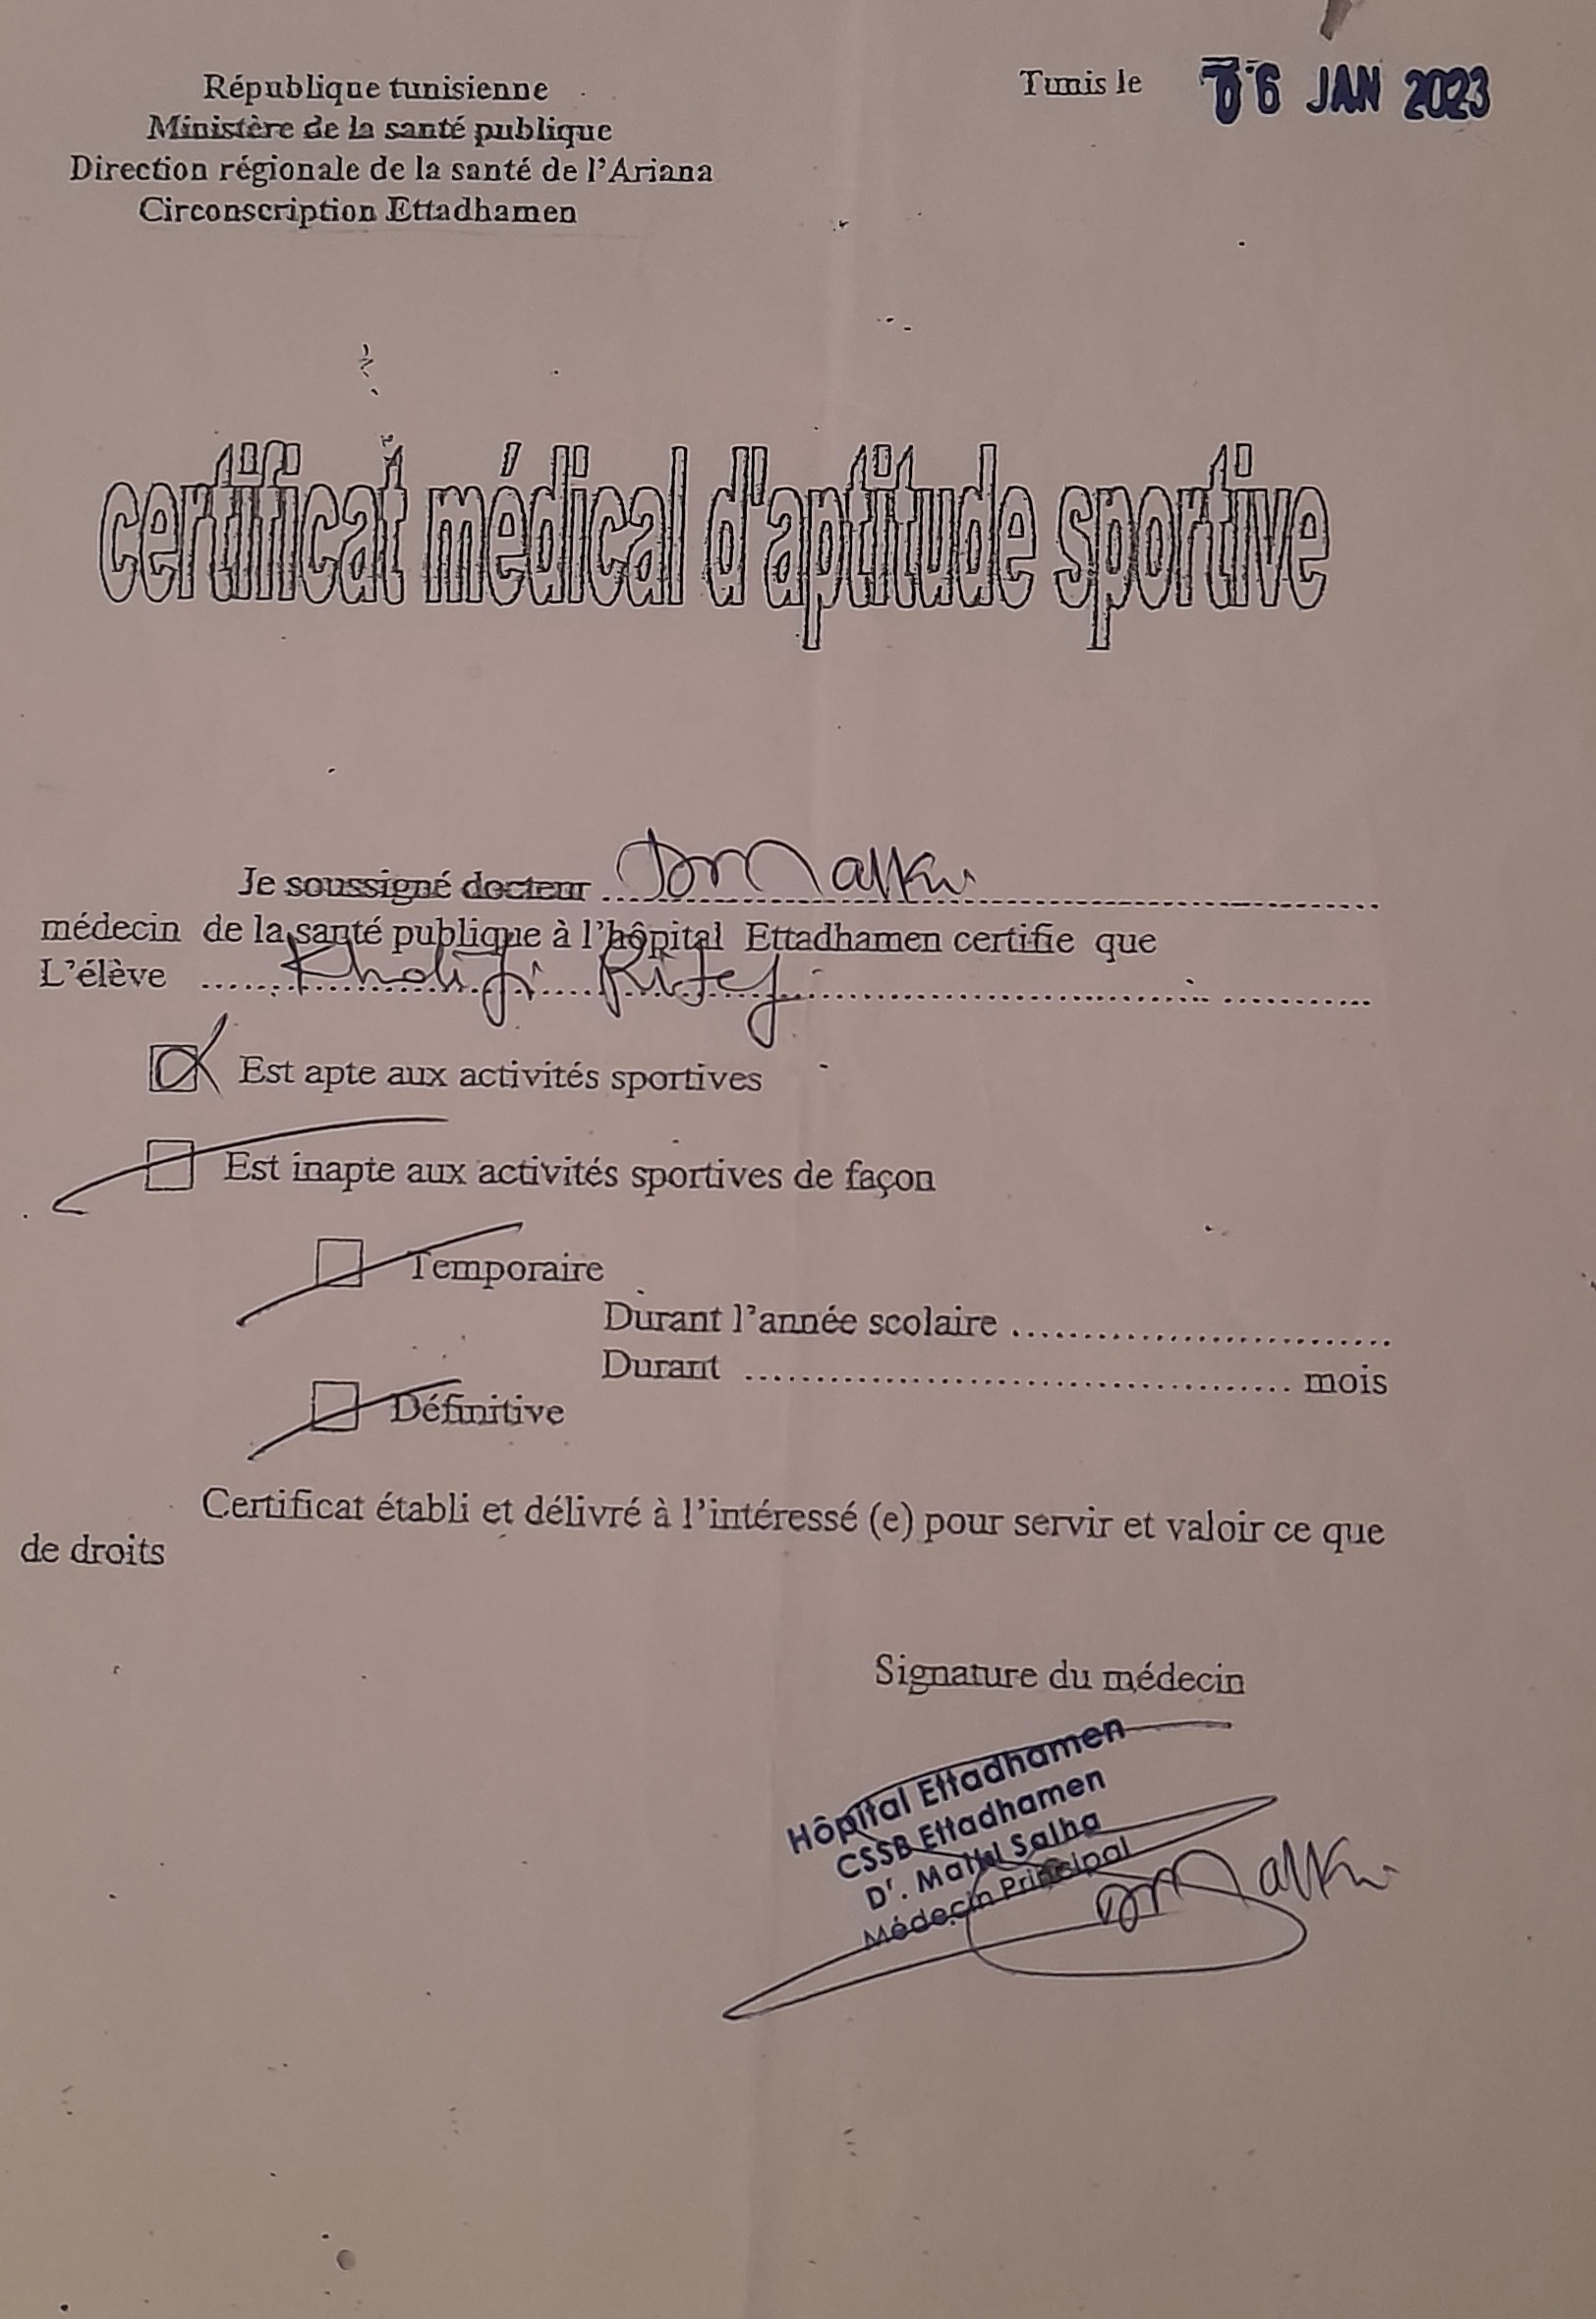 République tunisienne
Ministère de la santé publique
Direction régionale de la santé de l'Ariana
Circonscription Ettadhamen
Tunis le 06 JAN 2023
certificat médical d'aptitude sportive
Je soussigné docteur
médecin de la santé publique à l'hôpital Ettadhamen certifie que
L'élève
Est apte aux activités sportives
Est inapte aux activités sportives de façon
Temporaire
Durant l'année scolaire
Durant mois
Définitive
Certificat établi et délivré à l'intéressé (e) pour servir et valoir ce que
de droits
Signature du médecin
Hôpital Ettadhamen
CSSB Ettadhamen
Dr. Salha
Médecin Principal